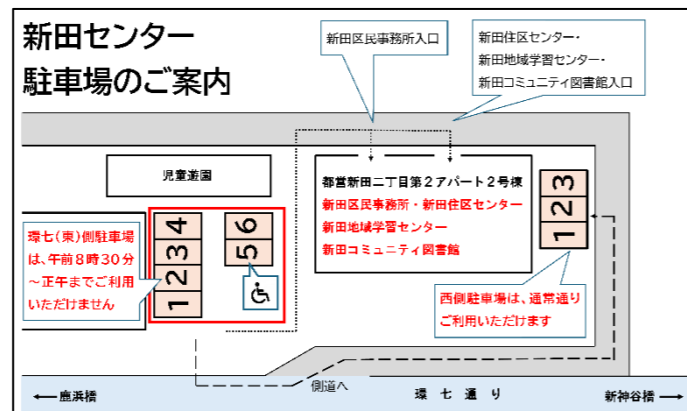 新田センター
駐車場のご案内
新田区民事務所入口
新田住区センター・
新田地域学習センター・
新田コミュニティ図書館入口
児童遊園
都営新田二丁目第2アパート2号棟
新田区民事務所・新田住区センター
新田地域学習センター
新田コミュニティ図書館
環七(東)側駐車場
は、午前8時30分
~正午までご利用
いただけません
4
3
2
1
6
5
3
2
1
西側駐車場は、通常通り
ご利用いただけます
側道へ
←鹿浜橋
環七通り
新神谷橋→